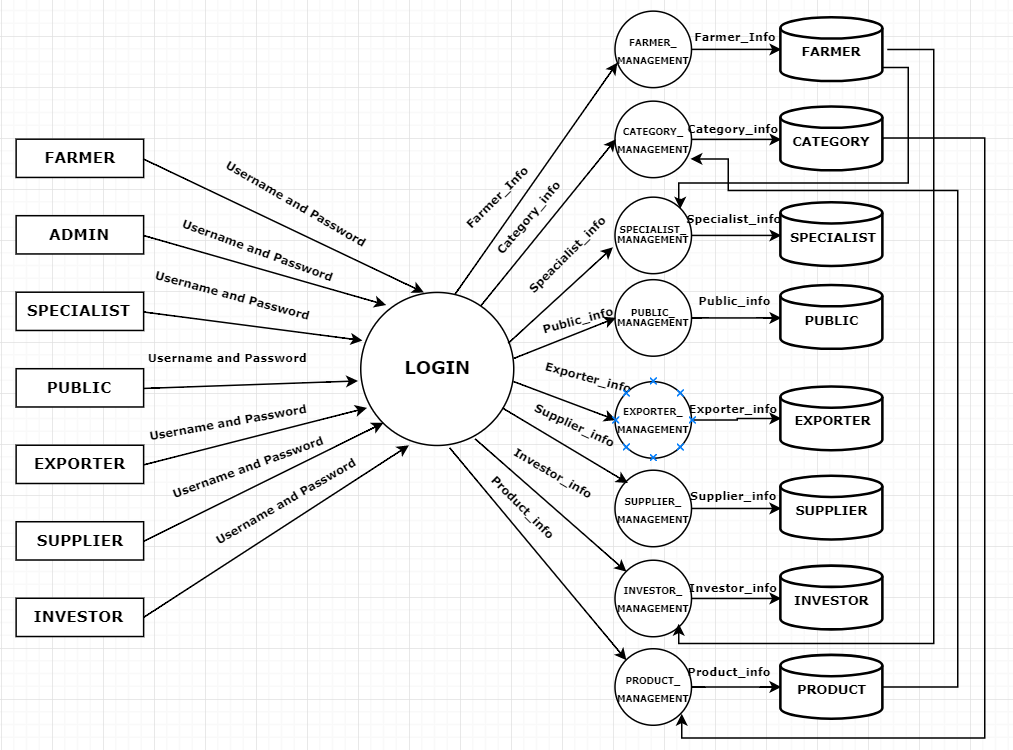 FARMER
ADMIN
SPECIALIST
PUBLIC
EXPORTER
SUPPLIER
INVESTOR
Username and Password
Username and Password
Username and Password
Username and Password
Username and Password
Username and Password
Username and Password
LOGIN
Farmer_Info
Category_info
Speacialist_info
Public_info
Exporter_info
Supplier_info
Investor_info
Product_info
FARMER_
MANAGEMENT
Farmer_Info
FARMER
CATEGORY_
MANAGEMENT
Category_info
CATEGORY
SPECIALIST_
MANAGEMENT
Specialist_info
SPECIALIST
PUBLIC_
MANAGEMENT
Public_info
PUBLIC
EXPORTER_
MANAGEMENT
Exporter_info
EXPORTER
SUPPLIER_
MANAGEMENT
Supplier_info
SUPPLIER
INVESTOR_
MANAGEMENT
Investor_info
INVESTOR
PRODUCT_
MANAGEMENT
Product_info
PRODUCT